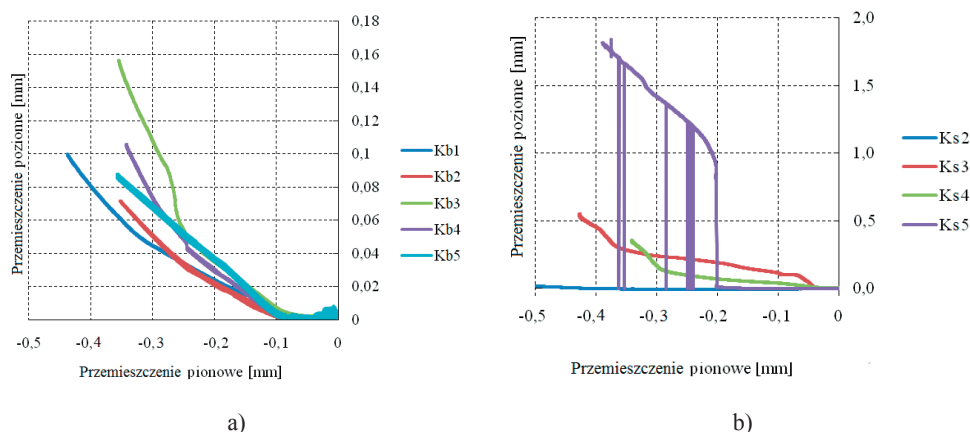 0,18
0,16
0,14
0,12
0,1
0,08
0,06
0,04
0,02
0
-0,5 -0,4 -0,3 -0,2 -0,1 0
Przemieszczenie poziome [mm]
Przemieszczenie pionowe [mm]
Kb1
Kb2
Kb3
Kb4
Kb5
a)
2,0
1,5
1,0
0,5
0,0
-0,5 -0,4 -0,3 -0,2 -0,1 0
Przemieszczenie poziome [mm]
Przemieszczenie pionowe [mm]
Ks2
Ks3
Ks4
Ks5
b)